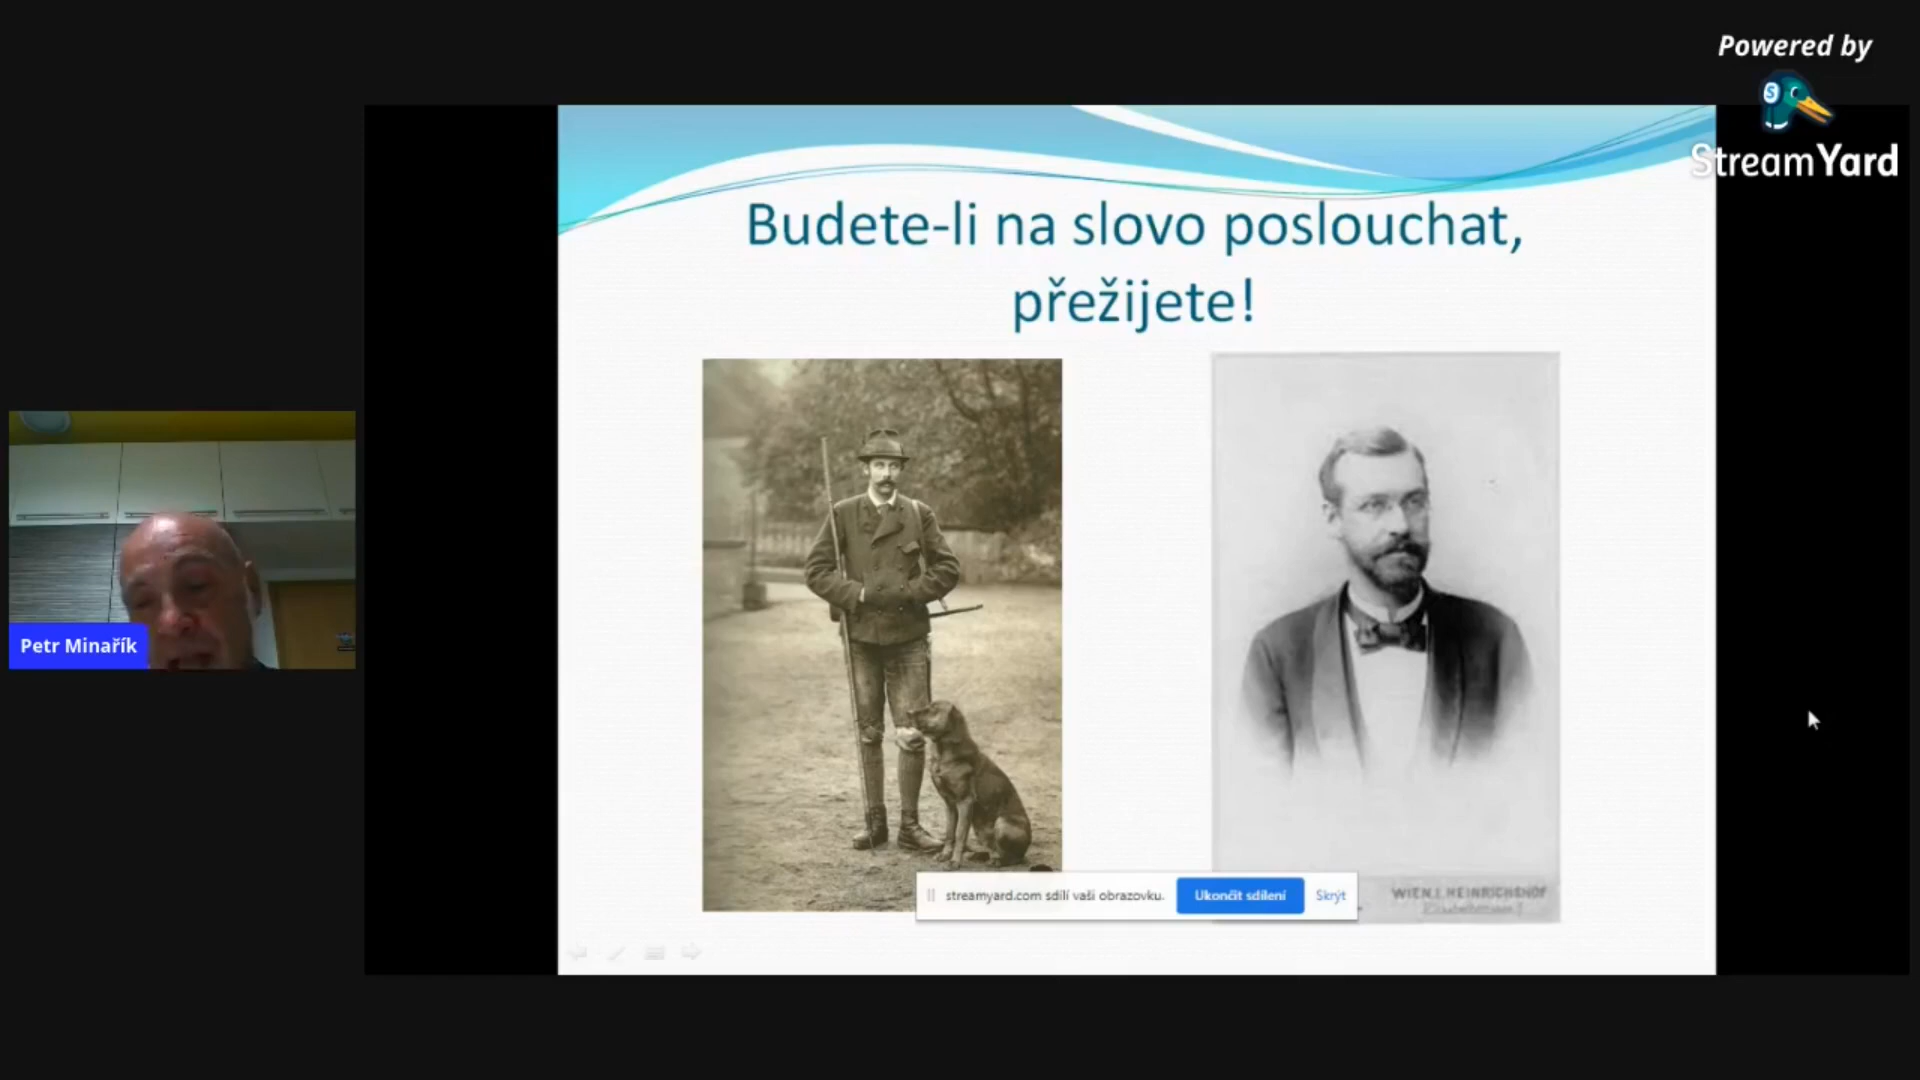 Powered by
StreamYard
Budete-li na slovo poslouchat,
přežijete!
Petr Minařík
streamyard.com sdílí vaši obrazovku.
Ukončit sdílení
Skrýt
WIEN, I. HEINRICHSHOF